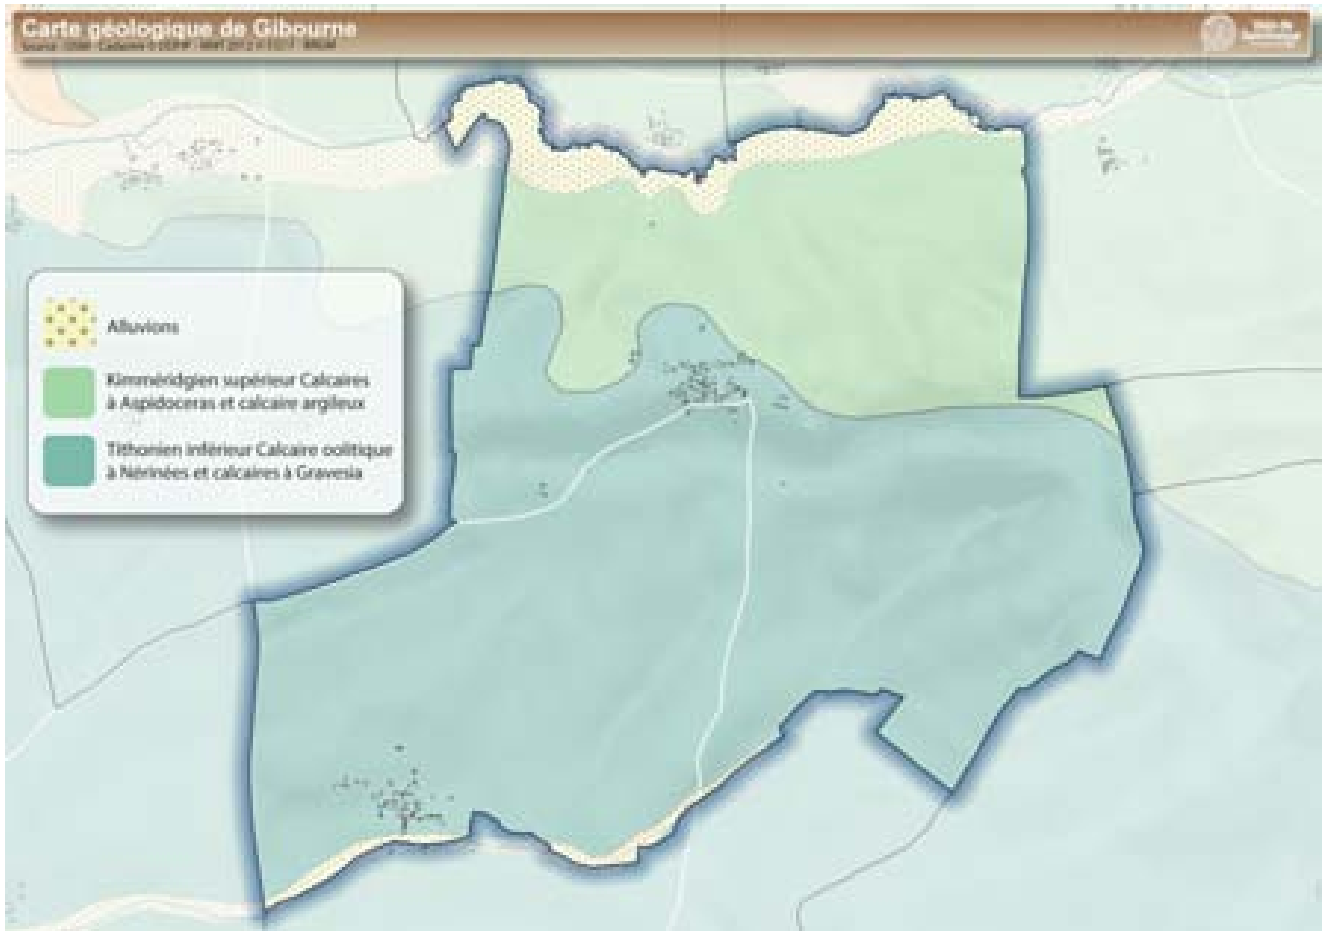 Carte géologique de Gibourne
Alluvions
Kimméridgien supérieur Calcaires
à Aspidoceras et calcaire argileux
Tithonien inférieur Calcaire oolitique
à Nérinées et calcaires à Gravesia